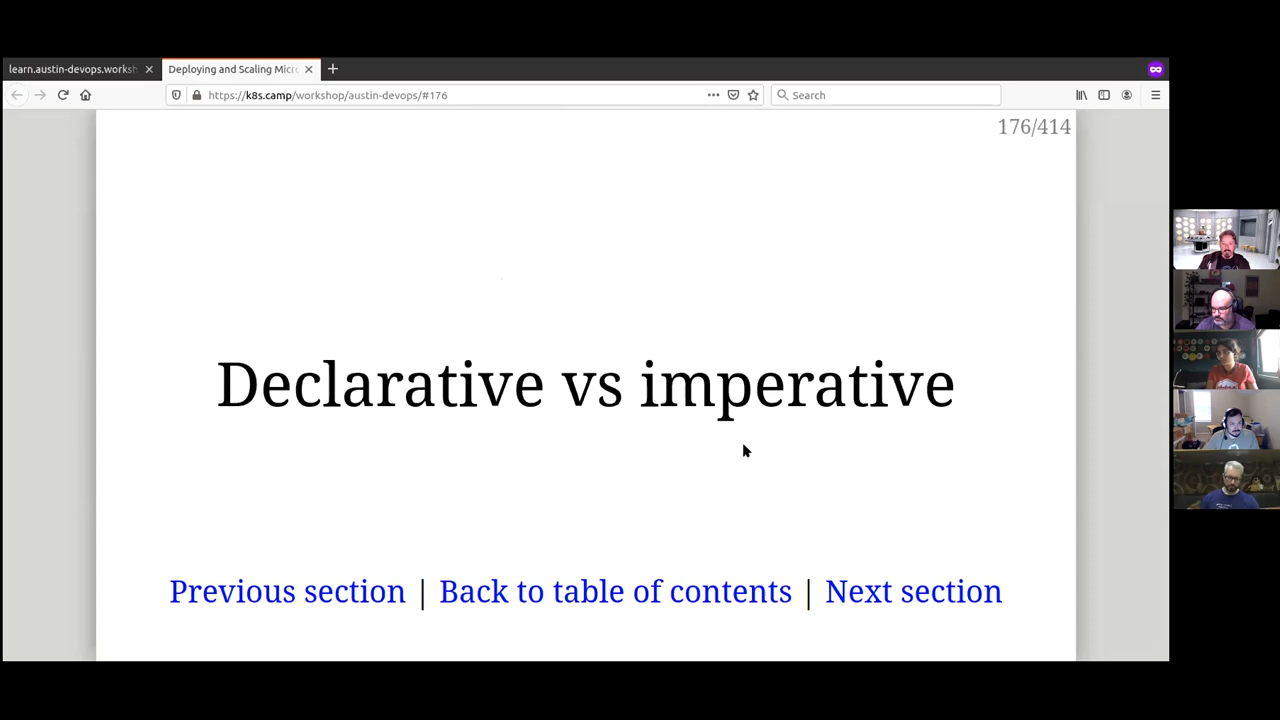 learn.austin-devops.worksh
Deploying and Scaling Micr
https://k8s.camp/workshop/austin-devops/#176
Search
176/414
Declarative vs imperative
Previous section | Back to table of contents | Next section